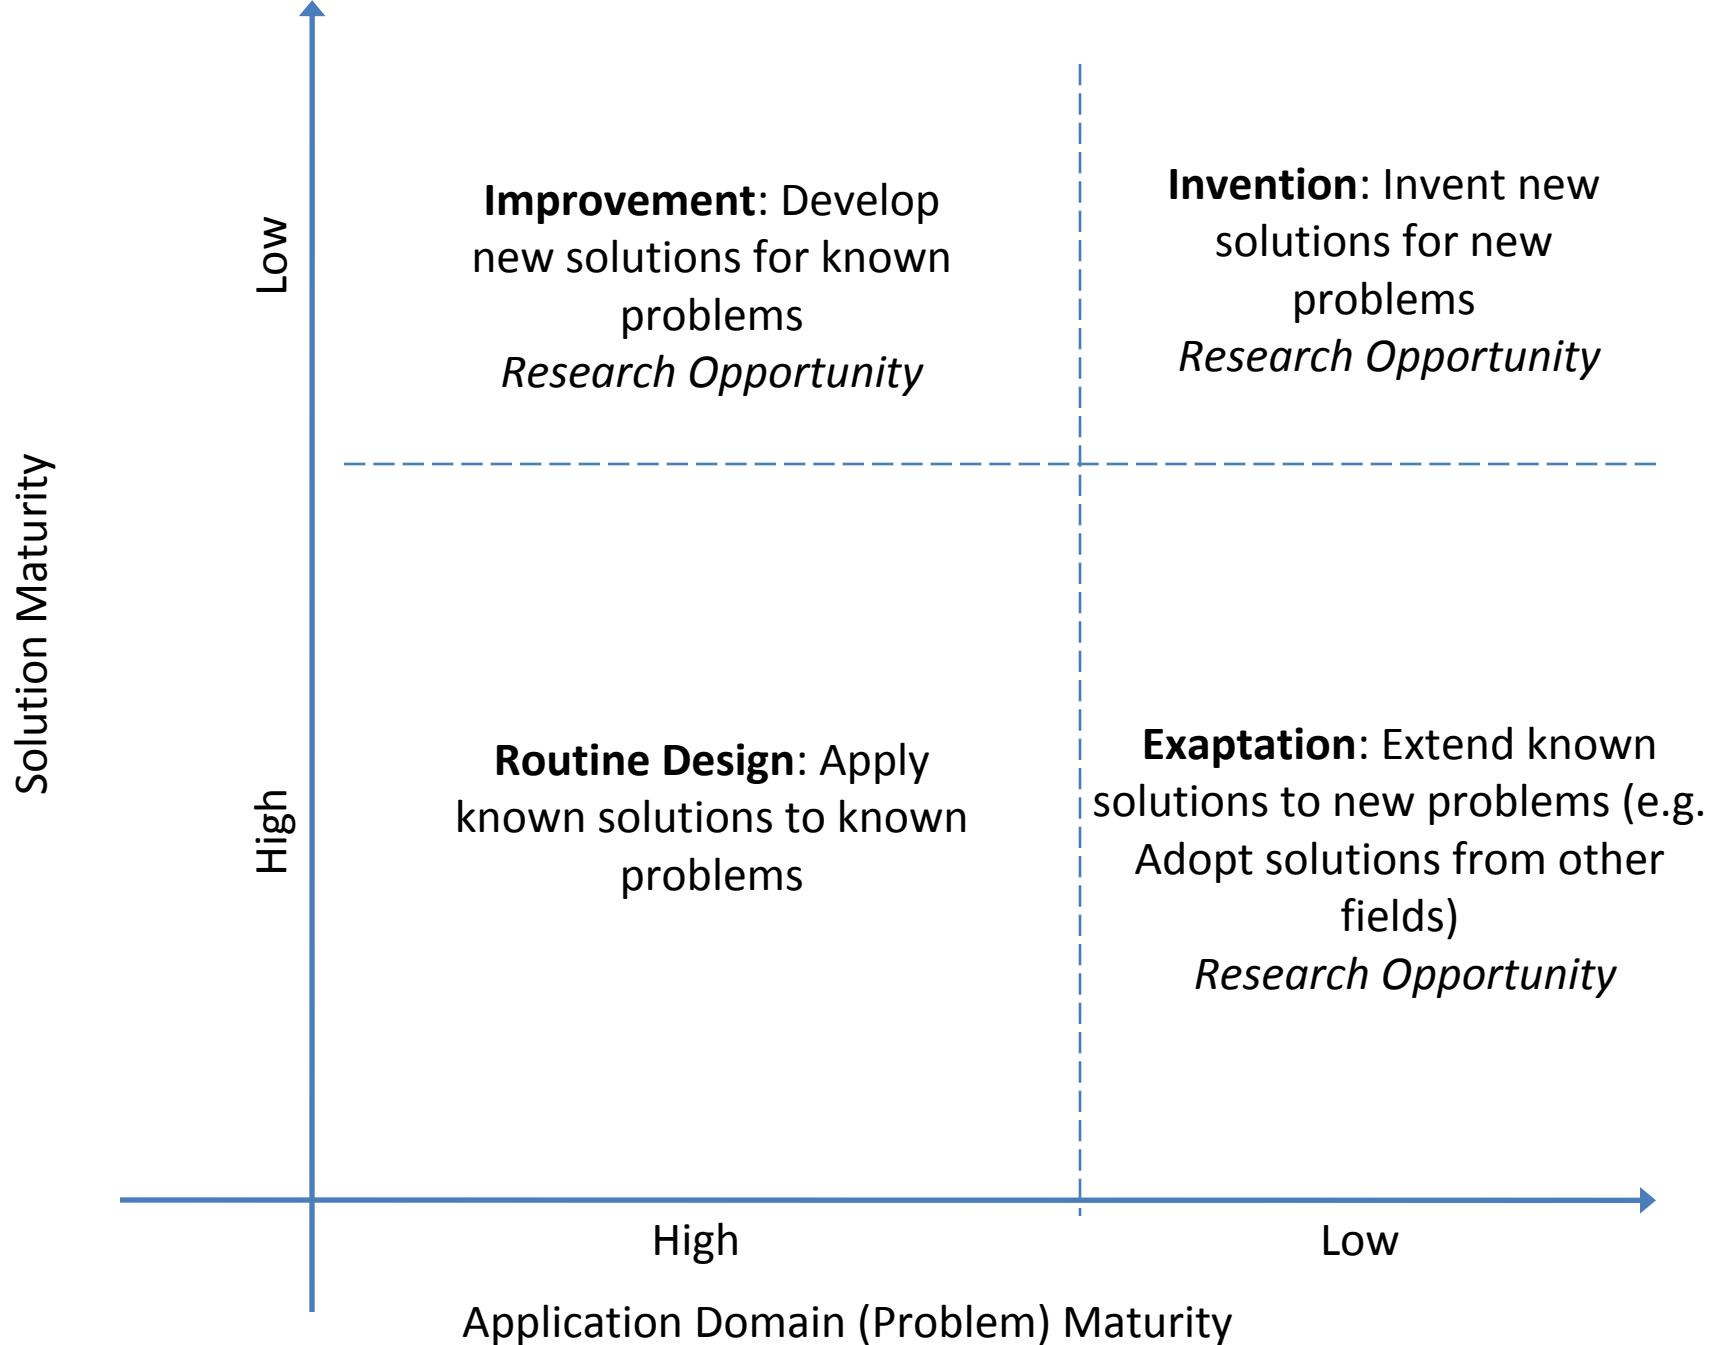 Improvement: Develop
new solutions for known
problems
Research Opportunity
Invention: Invent new
solutions for new
problems
Research Opportunity
Low
Solution Maturity
High
Routine Design: Apply
known solutions to known
problems
Exaptation: Extend known
solutions to new problems (e.g.
Adopt solutions from other
fields)
Research Opportunity
High
Low
Application Domain (Problem) Maturity